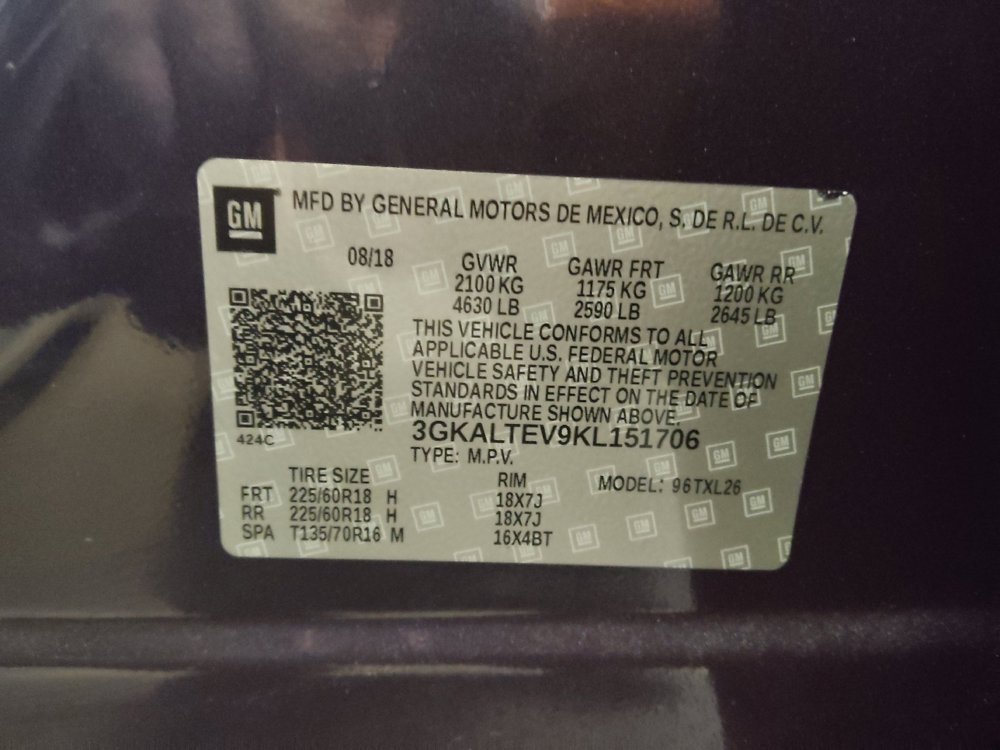 GM MFD BY GENERAL MOTORS DE MEXICO, S. DE R.L. DE C.V.
08/18 GVWR GAWR FRT GAWR RR
2100 KG 1175 KG 1200 KG
4630 LB 2590 LB 2645 LB
THIS VEHICLE CONFORMS TO ALL
APPLICABLE U.S. FEDERAL MOTOR
VEHICLE SAFETY AND THEFT PREVENTION
STANDARDS IN EFFECT ON THE DATE OF
MANUFACTURE SHOWN ABOVE.
424C
3GKALTEV9KL151706
TYPE: M.P.V.
TIRE SIZE RIM MODEL: 96TXL26
FRT 225/60R18 H 18X7J
RR 225/60R18 H 18X7J
SPA T135/70R16 M 16X4BT